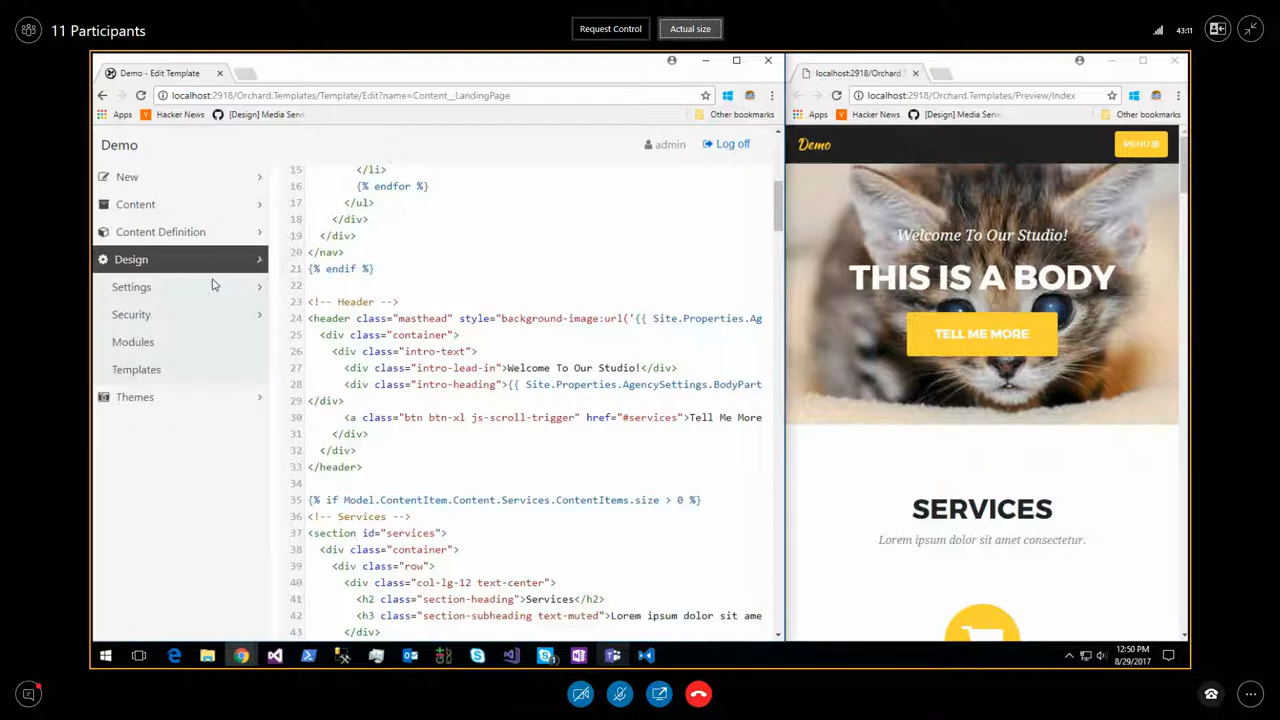 11 Participants
Request Control
Actual size
43:11
Demo - Edit Template
localhost:2918/Orchard.Templates/Template/Edit?name=Content__LandingPage
Apps
Hacker News
[Design] Media Serv
Other bookmarks
Demo
admin
Log off
New
Content
Content Definition
Design
Settings
Security
Modules
Templates
Themes
15 </li>
16 {% endfor %}
17 </ul>
18 </div>
19 </div>
20 </nav>
21 {% endif %}
22
23 <!-- Header -->
24 <header class="masthead" style="background-image:url('{{ Site.Properties.Ag
25 <div class="container">
26 <div class="intro-text">
27 <div class="intro-lead-in">Welcome To Our Studio!</div>
28 <div class="intro-heading">{{ Site.Properties.AgencySettings.BodyPart
29 </div>
30 <a class="btn btn-xl js-scroll-trigger" href="#services">Tell Me More
31 </div>
32 </div>
33 </header>
34
35 {% if Model.ContentItem.Content.Services.ContentItems.size > 0 %}
36 <!-- Services -->
37 <section id="services">
38 <div class="container">
39 <div class="row">
40 <div class="col-lg-12 text-center">
41 <h2 class="section-heading">Services</h2>
42 <h3 class="section-subheading text-muted">Lorem ipsum dolor sit ame
43 </div>
localhost:2918/Orchard.T
localhost:2918/Orchard.Templates/Preview/Index
Apps
Hacker News
[Design] Media Serv
Other bookmarks
Demo
MENU
Welcome To Our Studio!
THIS IS A BODY
TELL ME MORE
SERVICES
Lorem ipsum dolor sit amet consectetur.
12:50 PM
8/29/2017